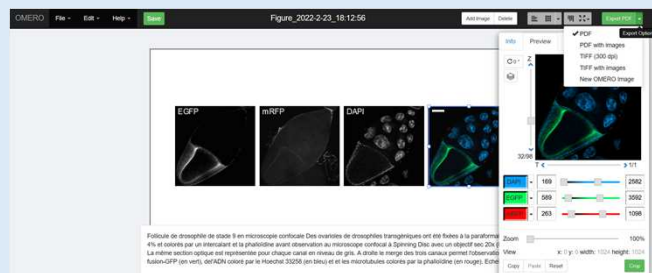 OMERO File Edit Help Save Figure_2022-2-23_18:12:56 Add Image Delete Export PDF
Export Option
PDF
PDF with images
TIFF (300 dpi)
TIFF with images
New OMERO Image
Info Preview
0°
Z
EGFP mRFP DAPI
32/98
T 1/1
DAPI 169 2582
EGFP 589 3592
mRFP 263 1098
Zoom 100%
View x: 0 y: 0 width: 1024 height: 1024
Copy Paste Reset Crop
Follicule de drosophile de stade 9 en microscopie confocale Des ovarioles de drosophiles transgéniques ont été fixées à la paraforma
4% et colorés par un intercalant et la phalloïdine avant observation au microscope confocal à Spinning Disc avec un objectif sec 20x
La même section optique est représentée pour chaque canal en niveau de gris. A droite le merge des trois canaux permet l'observatio
fusion-GFP (en vert), del'ADN coloré par le Hoechst 33258 (en bleu) et et les microtubules colorés par la phalloïdine (en rouge). Echel